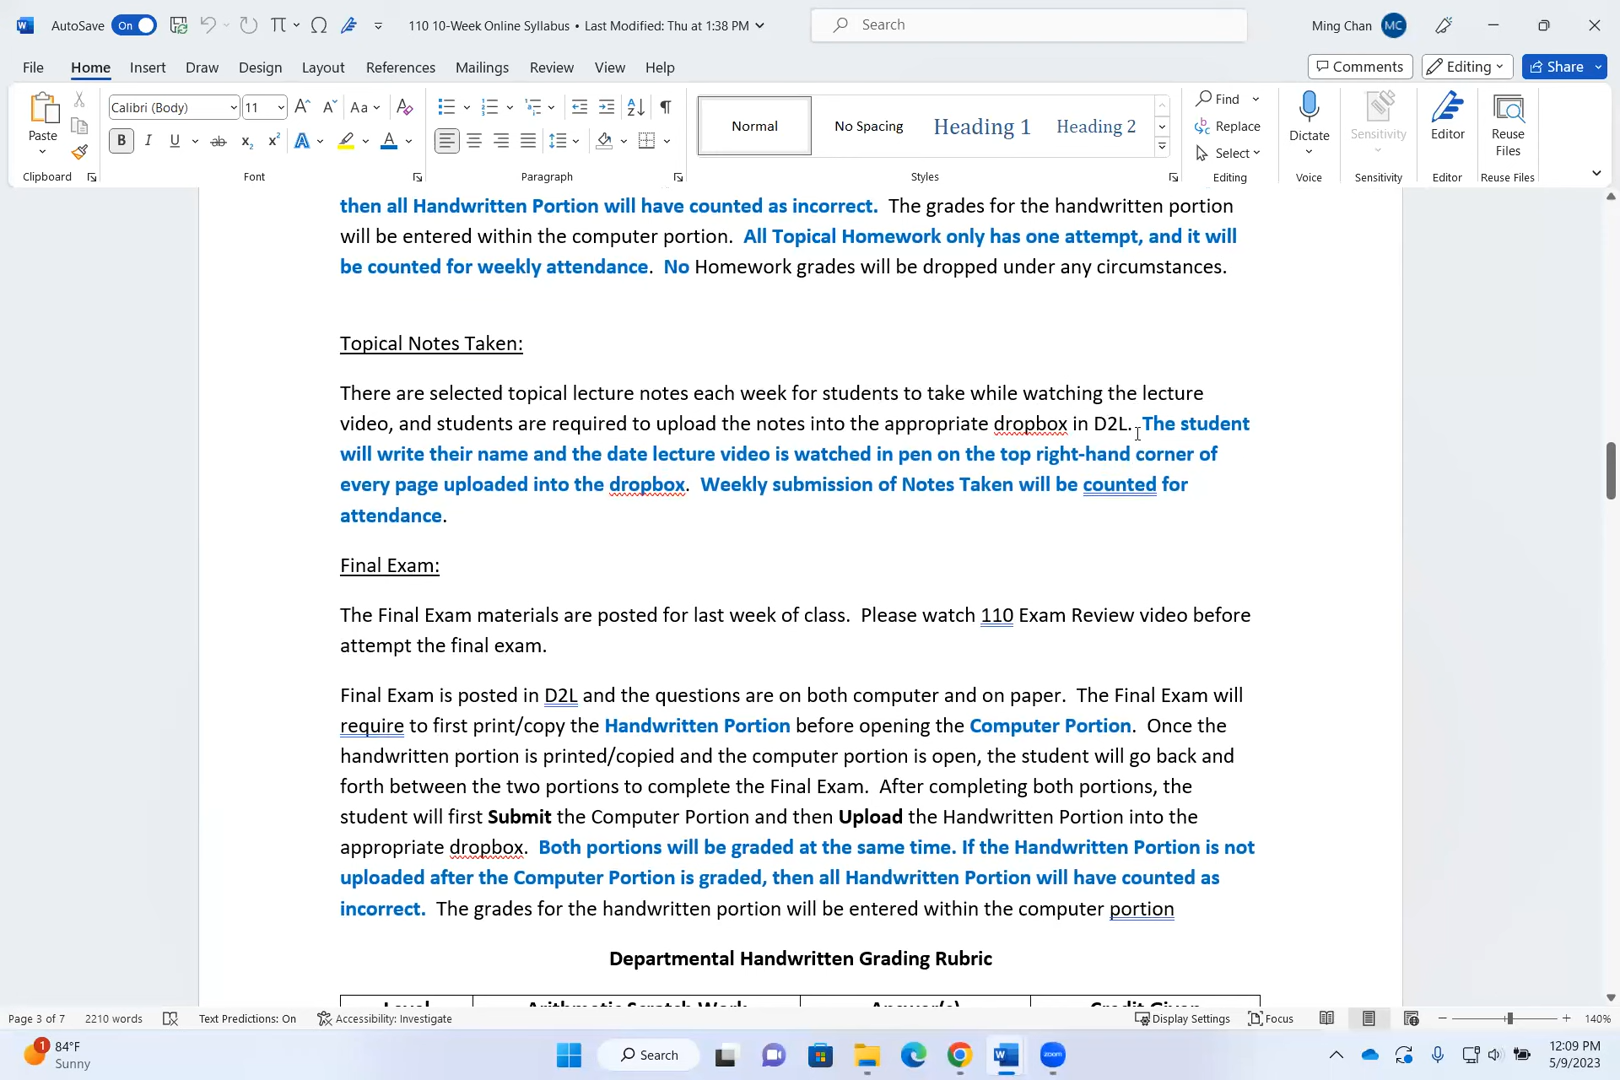 AutoSave On 110 10-Week Online Syllabus • Last Modified: Thu at 1:38 PM Search Ming Chan MC
File Home Insert Draw Design Layout References Mailings Review View Help Comments Editing Share
Paste Calibri (Body) 11 Aa Normal No Spacing Heading 1 Heading 2 Find Replace Select Dictate Sensitivity Editor Reuse Files
Clipboard Font Paragraph Styles Editing Voice Sensitivity Editor Reuse Files
then all Handwritten Portion will have counted as incorrect. The grades for the handwritten portion
will be entered within the computer portion. All Topical Homework only has one attempt, and it will
be counted for weekly attendance. No Homework grades will be dropped under any circumstances.
Topical Notes Taken:
There are selected topical lecture notes each week for students to take while watching the lecture
video, and students are required to upload the notes into the appropriate dropbox in D2L. The student
will write their name and the date lecture video is watched in pen on the top right-hand corner of
every page uploaded into the dropbox. Weekly submission of Notes Taken will be counted for
attendance.
Final Exam:
The Final Exam materials are posted for last week of class. Please watch 110 Exam Review video before
attempt the final exam.
Final Exam is posted in D2L and the questions are on both computer and on paper. The Final Exam will
require to first print/copy the Handwritten Portion before opening the Computer Portion. Once the
handwritten portion is printed/copied and the computer portion is open, the student will go back and
forth between the two portions to complete the Final Exam. After completing both portions, the
student will first Submit the Computer Portion and then Upload the Handwritten Portion into the
appropriate dropbox. Both portions will be graded at the same time. If the Handwritten Portion is not
uploaded after the Computer Portion is graded, then all Handwritten Portion will have counted as
incorrect. The grades for the handwritten portion will be entered within the computer portion
Departmental Handwritten Grading Rubric
Level Arithmetic Scratch Work Answer(s) Credit Given
Page 3 of 7 2210 words Text Predictions: On Accessibility: Investigate Display Settings Focus 140%
84°F
Sunny
Search
zoom
12:09 PM
5/9/2023